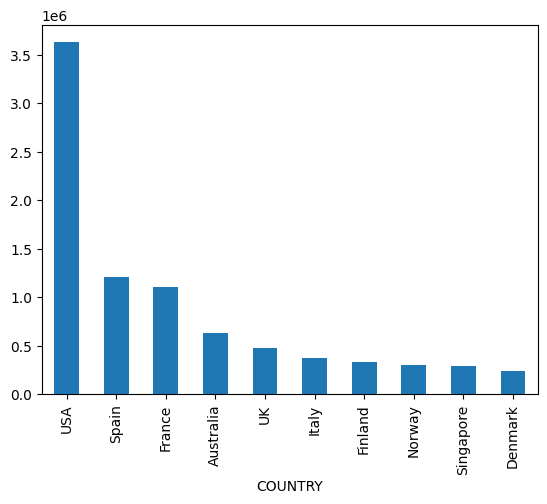 1e6
3.5
3.0
2.5
2.0
1.5
1.0
0.5
0.0
USA
Spain
France
Australia
UK
Italy
Finland
Norway
Singapore
Denmark
COUNTRY